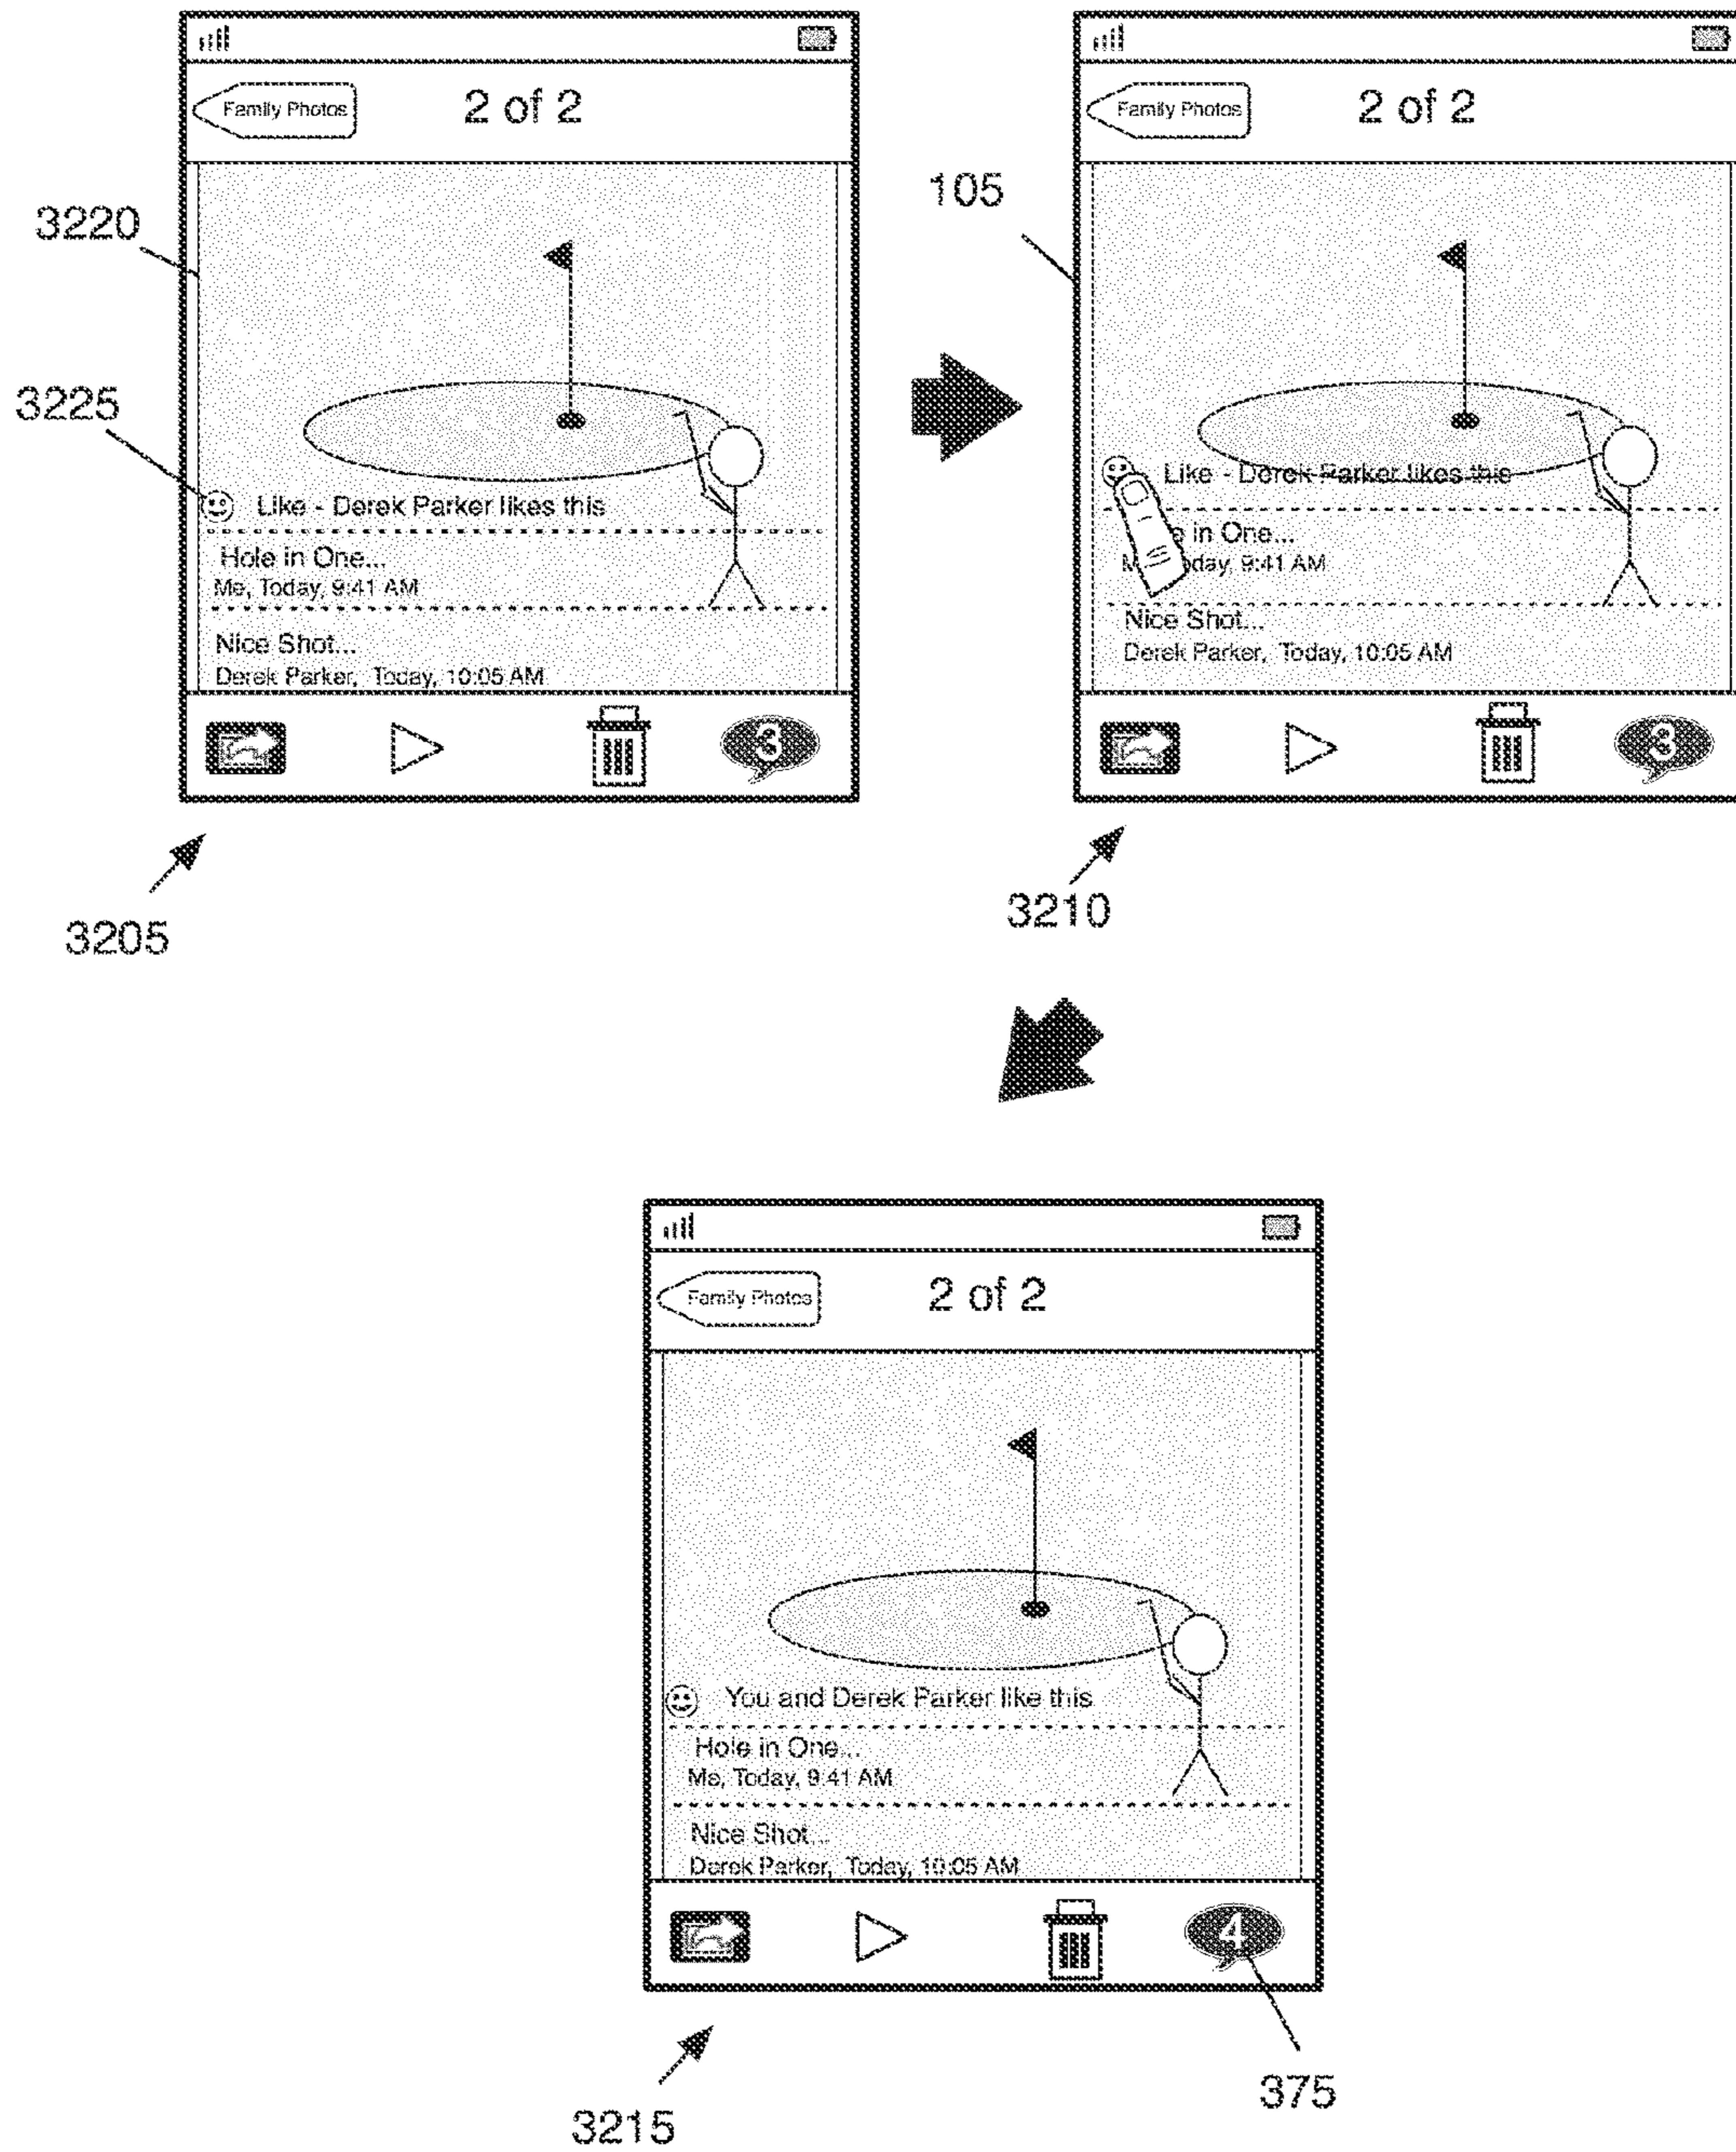 Family Photos
2 of 2
3220
3225
Like - Derek Parker likes this
Hole in One...
Me, Today, 9:41 AM
Nice Shot...
Derek Parker, Today, 10:05 AM
3
3205
Family Photos
2 of 2
105
Like - Derek Parker likes this
e in One...
M day, 9:41 AM
Nice Shot...
Derek Parker, Today, 10:05 AM
3
3210
Family Photos
2 of 2
You and Derek Parker like this
Hole in One...
Me, Today, 9:41 AM
Nice Shot...
Derek Parker, Today, 10:05 AM
4
3215
375